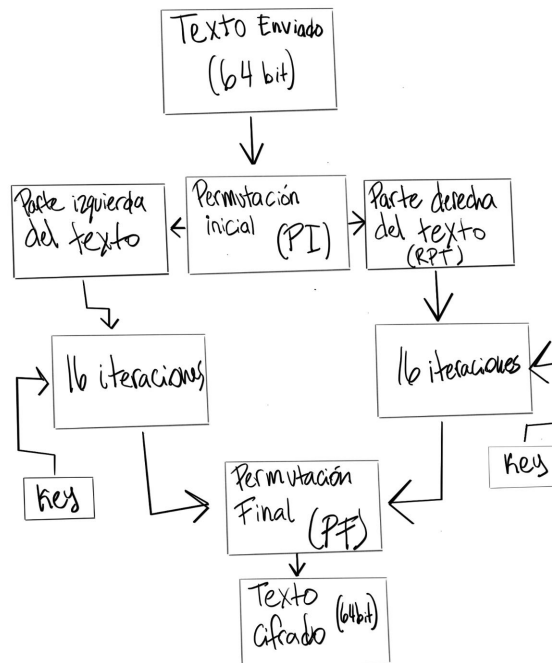 Texto Enviado
(64 bit)
Parte izquierda
del texto
Permutación
inicial (PI)
Parte derecha
del texto
(RPT)
16 iteraciones
16 iteraciones
Key
Key
Permutación
Final (PF)
Texto
Cifrado (64bit)